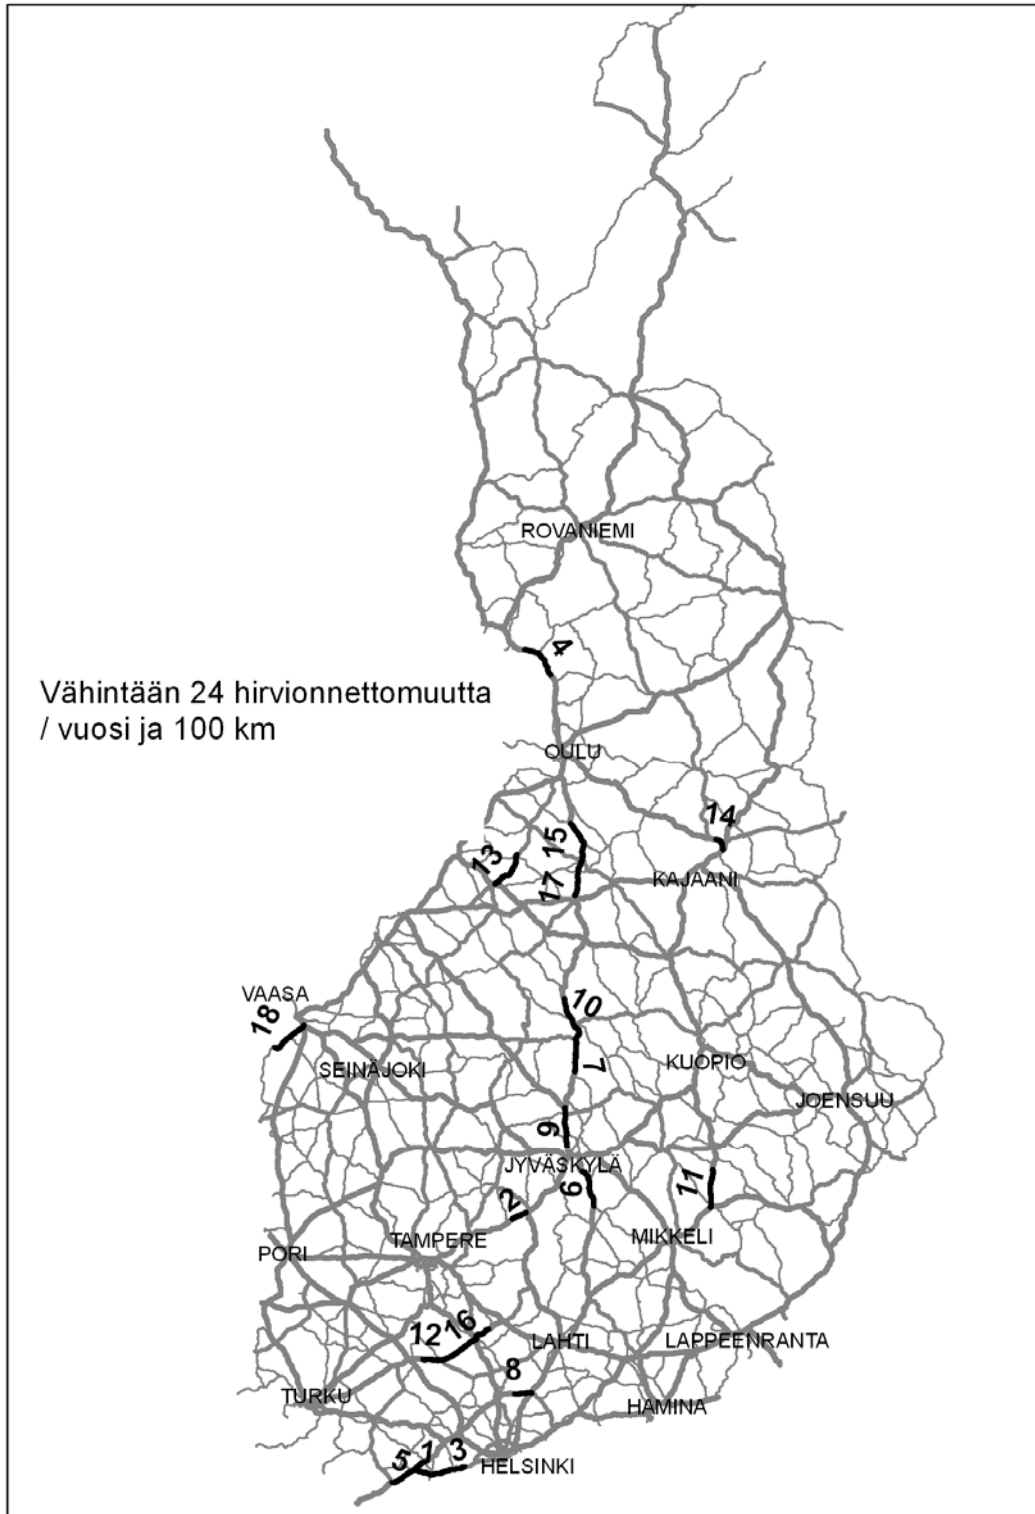 ROVANIEMI
4
Vähintään 24 hirvionnettomuutta
/ vuosi ja 100 km
OULU
14
15
13
17
KAJAANI
VAASA
18
10
SEINÄJOKI
7
KUOPIO
JOENSUU
9
JYVÄSKYLÄ
6
11
2
TAMPERE
MIKKELI
PORI
12
16
LAHTI
LAPPEENRANTA
8
TURKU
HAMINA
5
1
3
HELSINKI